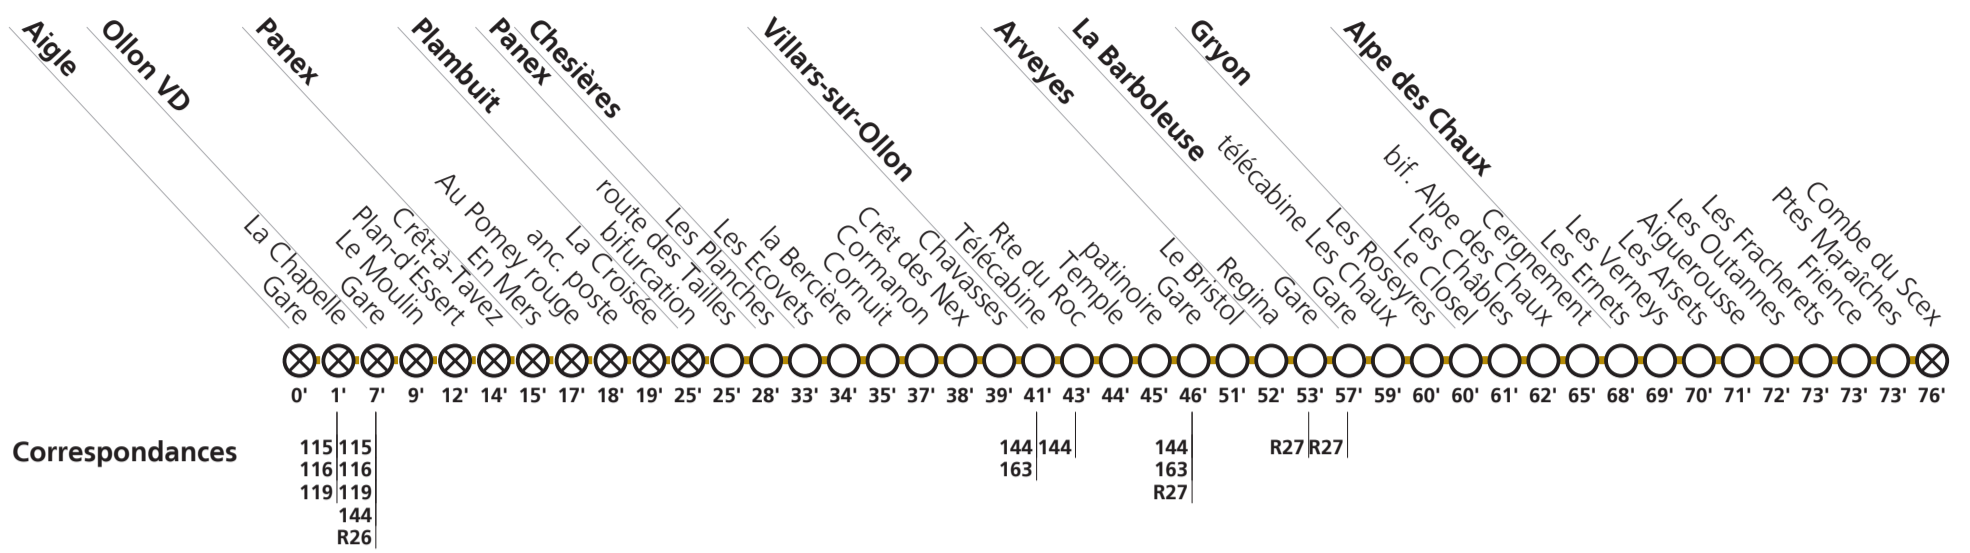 Aigle
Ollon VD
Panex
Plambuit
Panex
Chesières
Villars-sur-Ollon
Arveyes
La Barboleuse
Gryon
Alpe des Chaux
Gare
La Chapelle
Gare
Le Moulin
Plan-d'Essert
Crêt-à-Tavez
En Mers
Au Pomey rouge
anc. poste
La Croisée
bifurcation
route des Tailles
Les Planches
Les Ecovets
la Bercière
Cornuit
Cormanon
Crêt des Nex
Chavasses
Télécabine
Rte du Roc
Temple
patinoire
Gare
Le Bristol
Regina
Gare
Gare
télécabine Les Chaux
Les Roseyres
Le Closel
Les Châbles
bif. Alpe des Chaux
Cergnement
Les Ernets
Les Verneys
Les Arsets
Aiguerousse
Les Outannes
Les Fracherets
Frience
Ptes Maraîches
Combe du Scex
0' 1' 7' 9' 12' 14' 15' 17' 18' 19' 25' 25' 28' 33' 34' 35' 37' 38' 39' 41' 43' 44' 45' 46' 51' 52' 53' 57' 59' 60' 60' 61' 62' 65' 68' 69' 70' 71' 72' 73' 73' 73' 76'
Correspondances
115 115 144 144 144 R27 R27
116 116 163 163
119 119 R27
144
R26